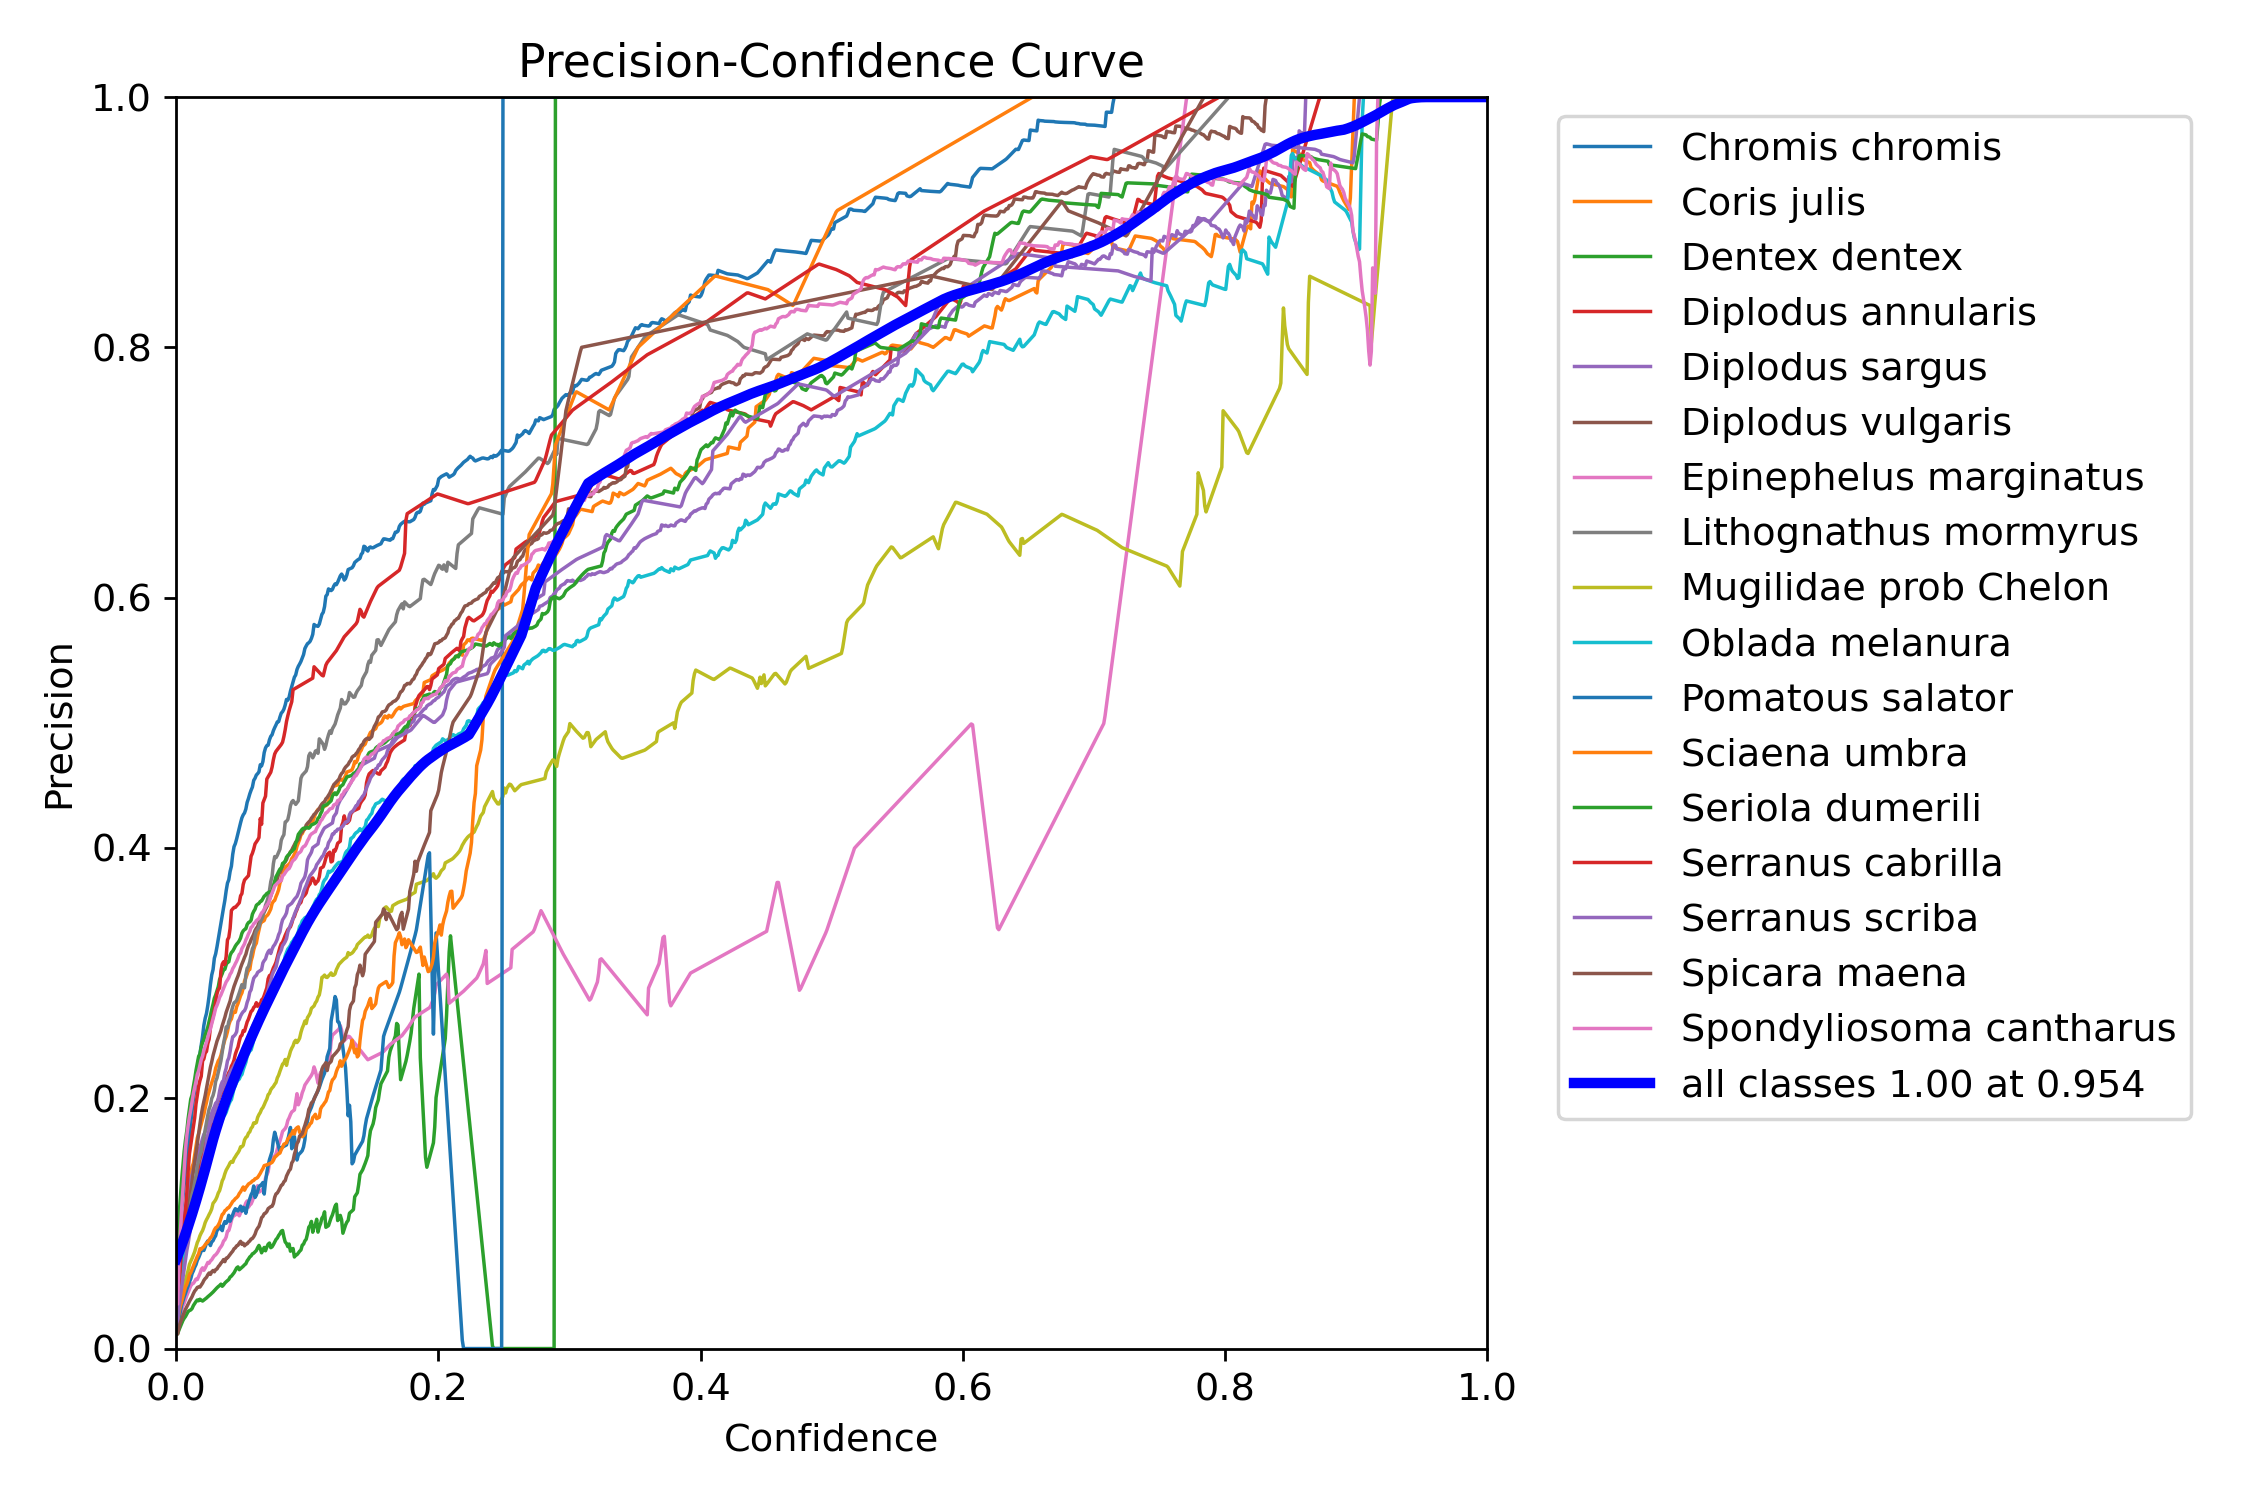 Precision-Confidence Curve
1.0
0.8
0.6
0.4
0.2
0.0
Precision
0.0 0.2 0.4 0.6 0.8 1.0
Confidence
Chromis chromis
Coris julis
Dentex dentex
Diplodus annularis
Diplodus sargus
Diplodus vulgaris
Epinephelus marginatus
Lithognathus mormyrus
Mugilidae prob Chelon
Oblada melanura
Pomatous salator
Sciaena umbra
Seriola dumerili
Serranus cabrilla
Serranus scriba
Spicara maena
Spondyliosoma cantharus
all classes 1.00 at 0.954